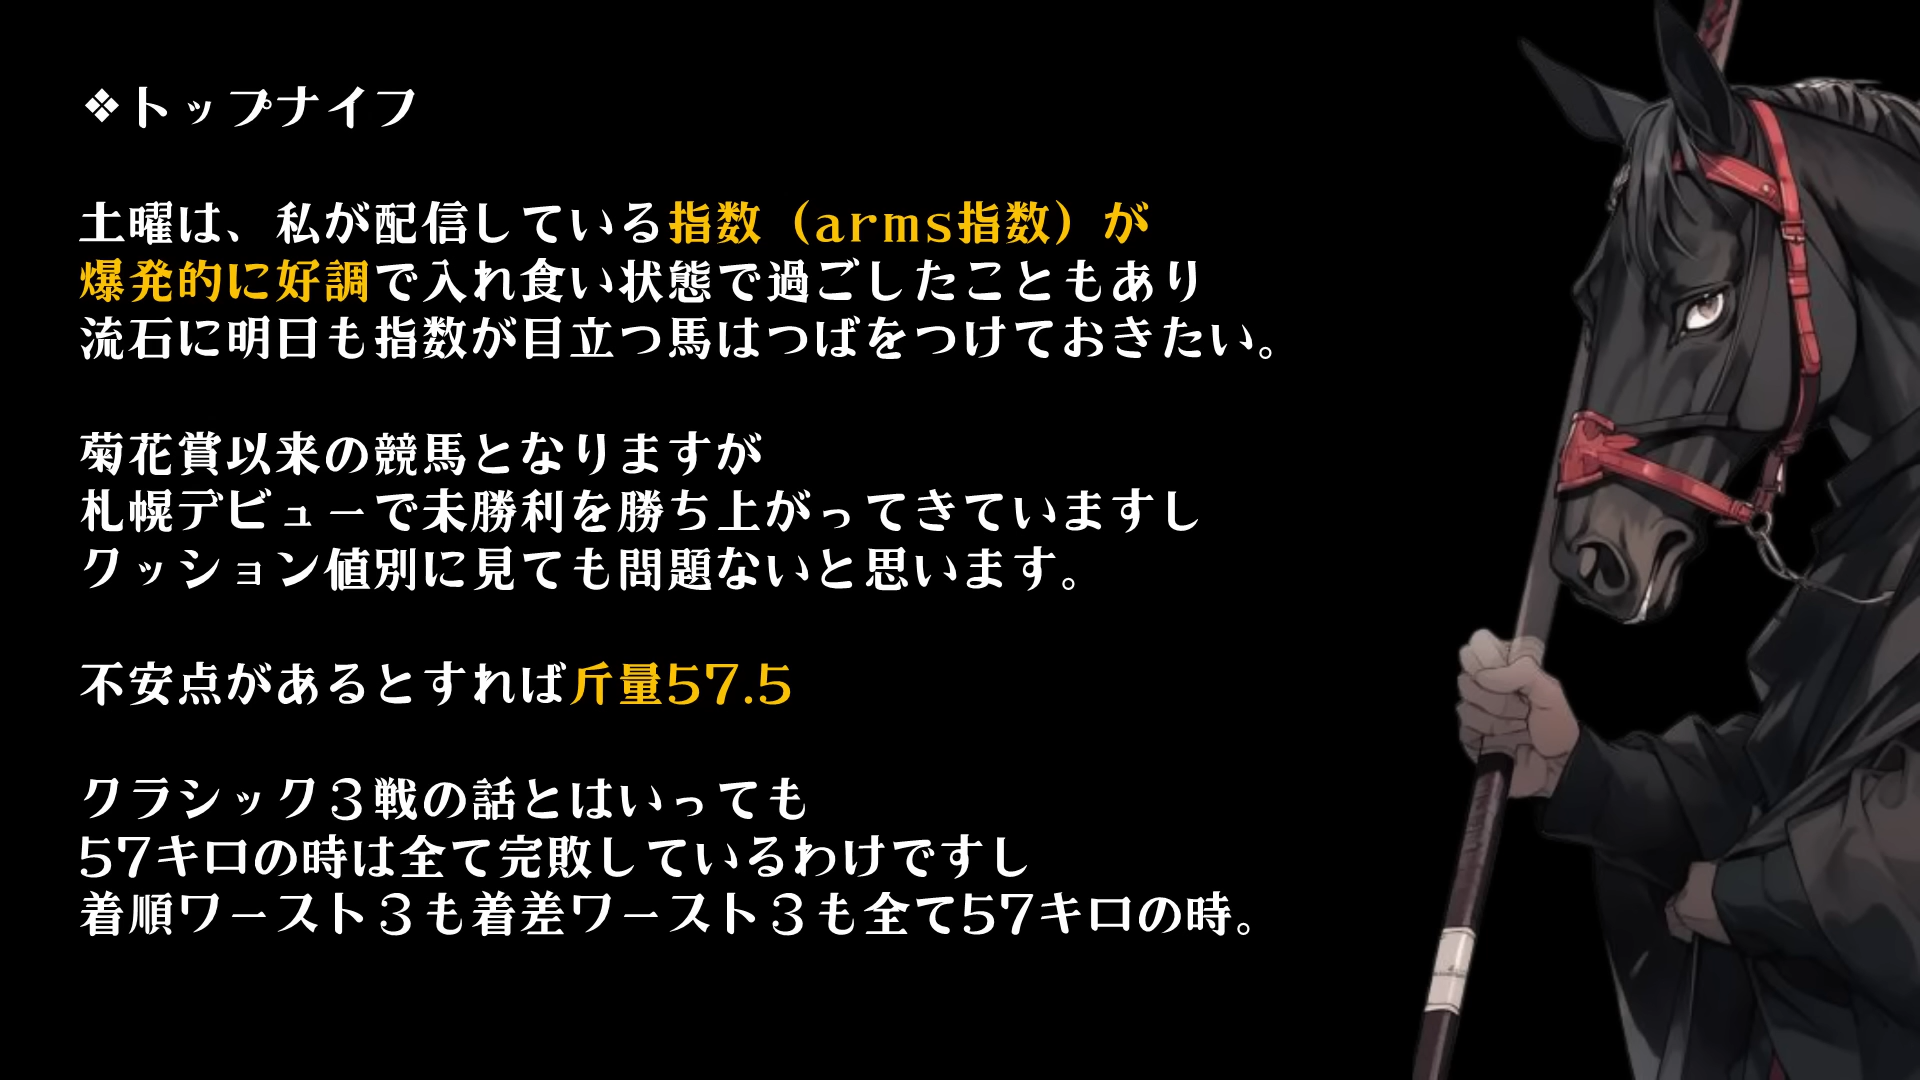 ❖トップナイフ
土曜は、私が配信している指数（arms指数）が
爆発的に好調で入れ食い状態で過ごしたこともあり
流石に明日も指数が目立つ馬はつばをつけておきたい。
菊花賞以来の競馬となりますが
札幌デビューで未勝利を勝ち上がってきていますし
クッション値別に見ても問題ないと思います。
不安点があるとすれば斤量57.5
クラシック３戦の話とはいっても
57キロの時は全て完敗しているわけですし
着順ワースト３も着差ワースト３も全て57キロの時。